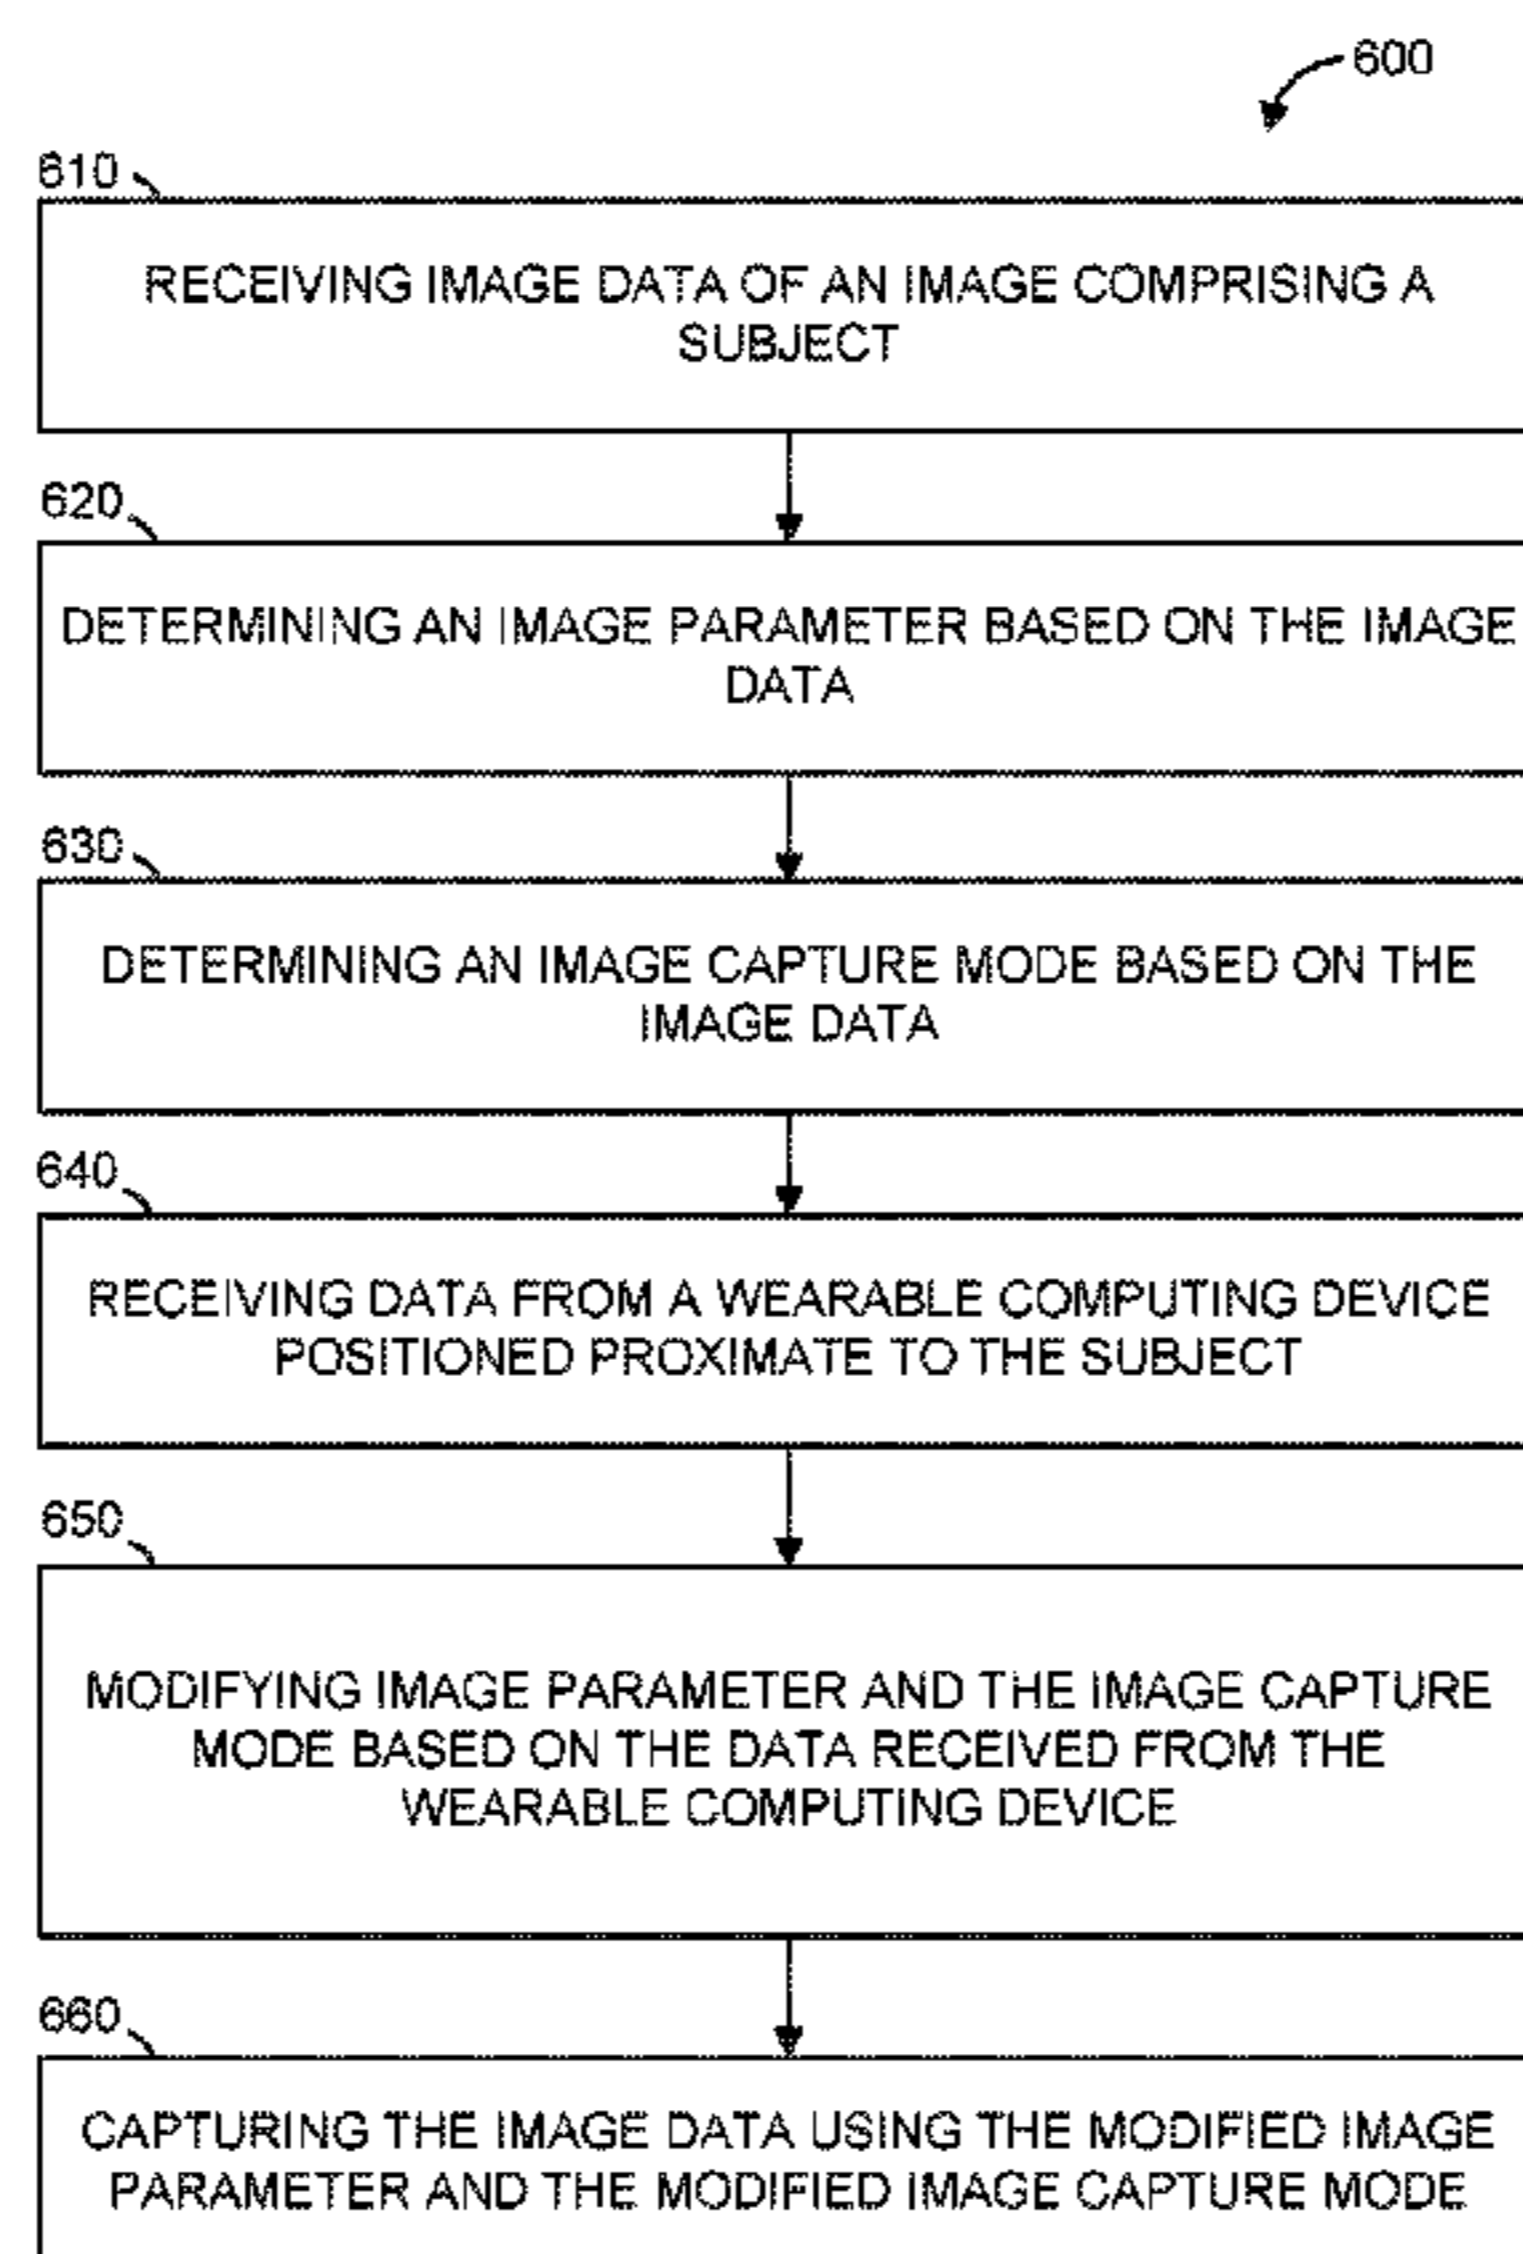 600
610
RECEIVING IMAGE DATA OF AN IMAGE COMPRISING A
SUBJECT
620
DETERMINING AN IMAGE PARAMETER BASED ON THE IMAGE
DATA
630
DETERMINING AN IMAGE CAPTURE MODE BASED ON THE
IMAGE DATA
640
RECEIVING DATA FROM A WEARABLE COMPUTING DEVICE
POSITIONED PROXIMATE TO THE SUBJECT
650
MODIFYING IMAGE PARAMETER AND THE IMAGE CAPTURE
MODE BASED ON THE DATA RECEIVED FROM THE
WEARABLE COMPUTING DEVICE
660
CAPTURING THE IMAGE DATA USING THE MODIFIED IMAGE
PARAMETER AND THE MODIFIED IMAGE CAPTURE MODE